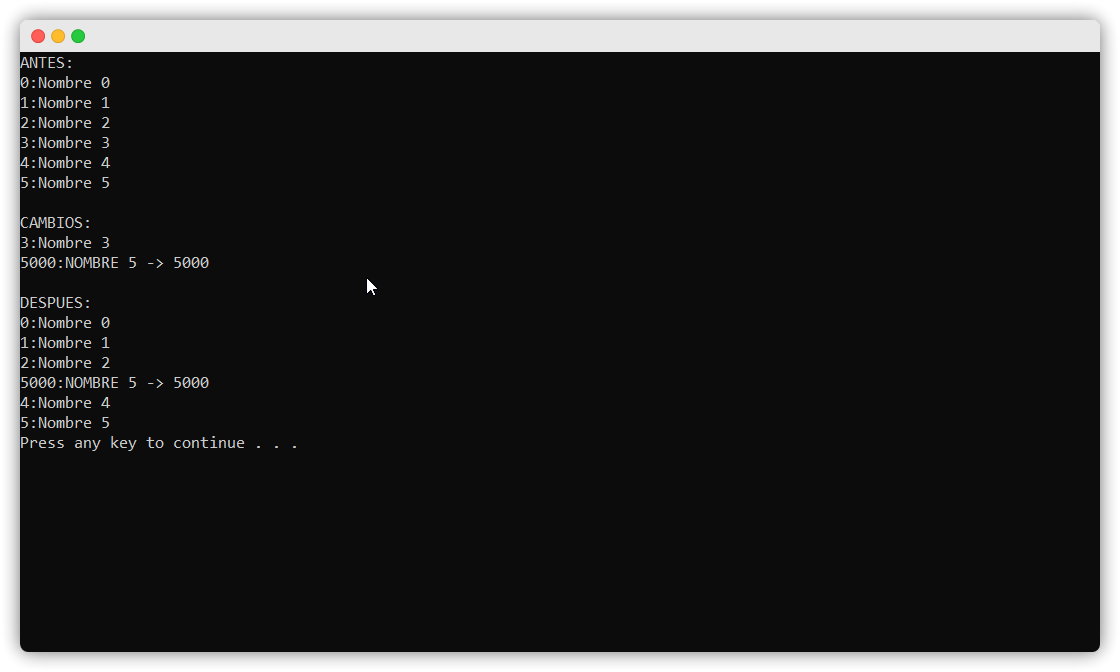 ANTES:
0:Nombre 0
1:Nombre 1
2:Nombre 2
3:Nombre 3
4:Nombre 4
5:Nombre 5
CAMBIOS:
3:Nombre 3
5000:NOMBRE 5 -> 5000
DESPUES:
0:Nombre 0
1:Nombre 1
2:Nombre 2
5000:NOMBRE 5 -> 5000
4:Nombre 4
5:Nombre 5
Press any key to continue . . .